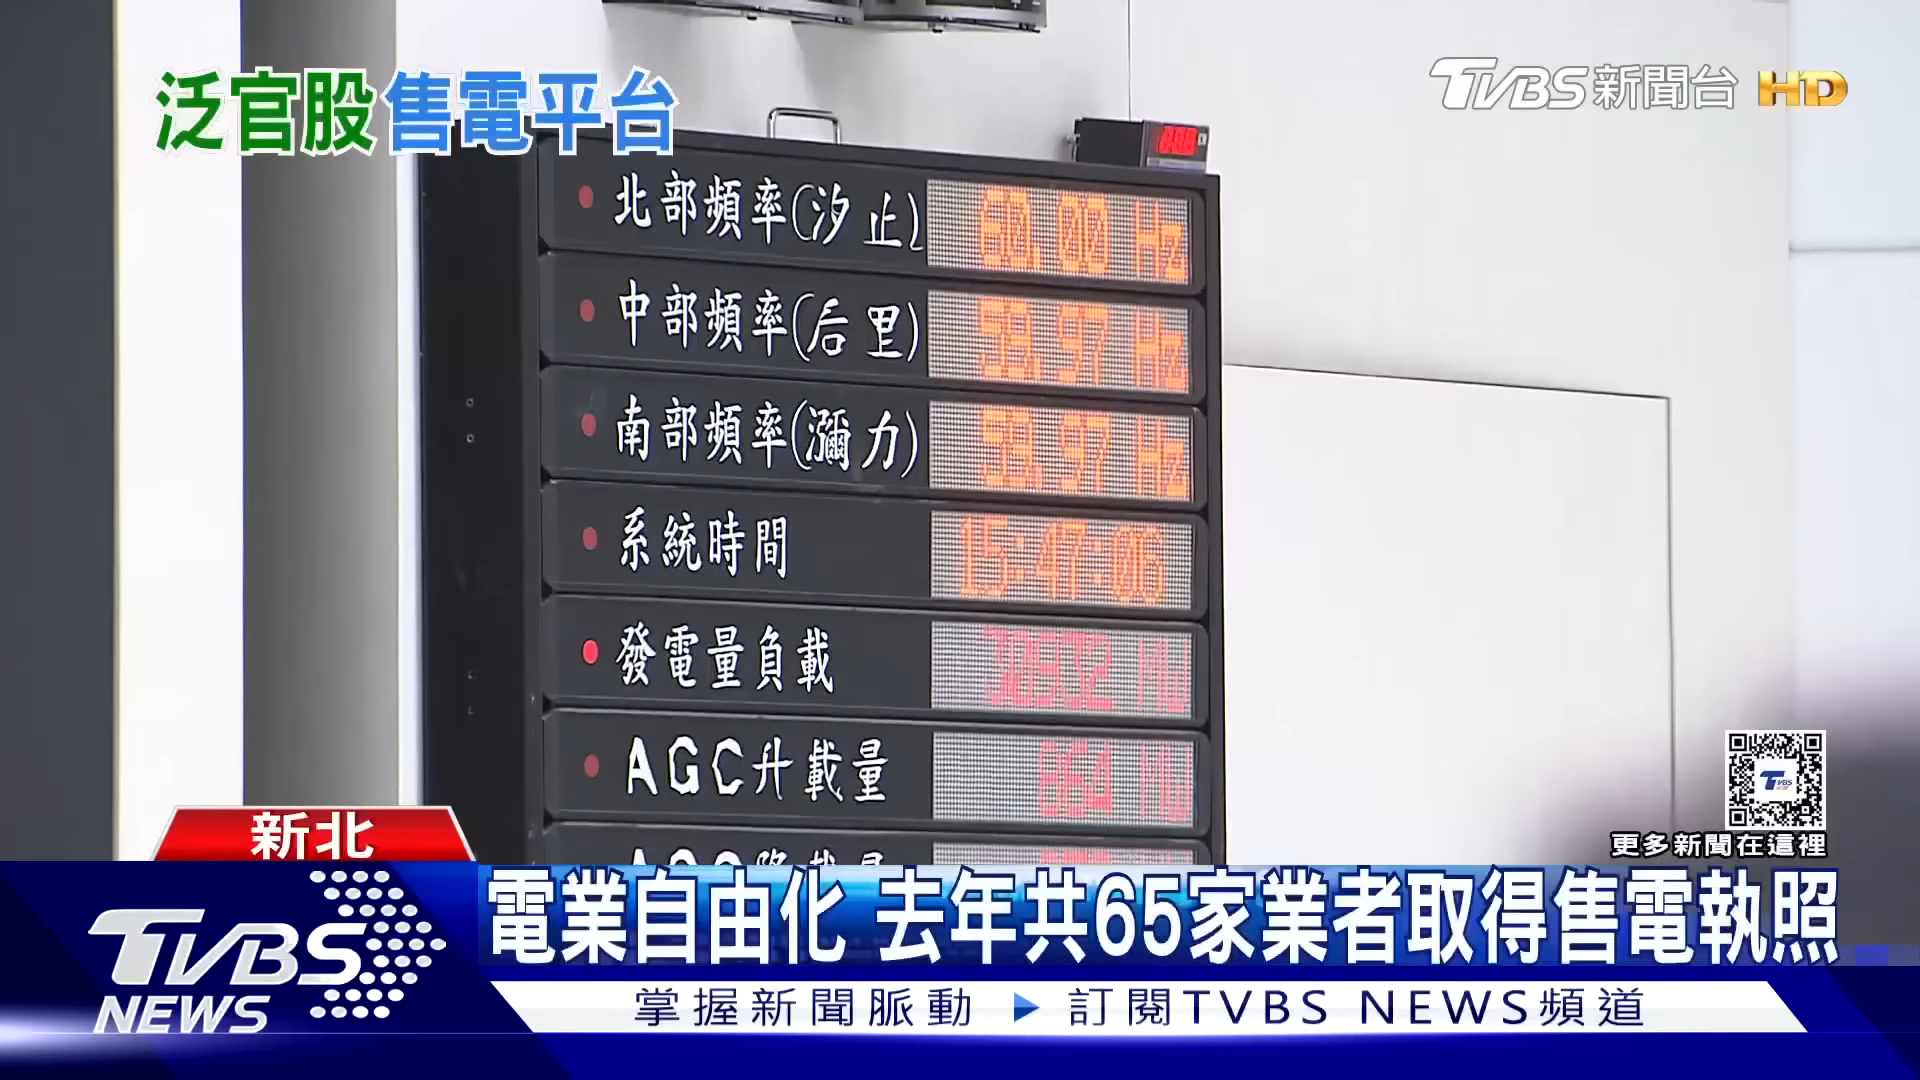 泛官股售電平台
TVBS新聞台 HD
北部頻率(汐止) 60.00 Hz
中部頻率(后里) 59.97 Hz
南部頻率(瀰力) 59.97 Hz
系統時間 15:47:06
發電量負載 30932 MW
AGC升載量 864 MW
更多新聞在這裡
新北
電業自由化 去年共65家業者取得售電執照
TVBS NEWS
掌握新聞脈動 ▶ 訂閱TVBS NEWS頻道